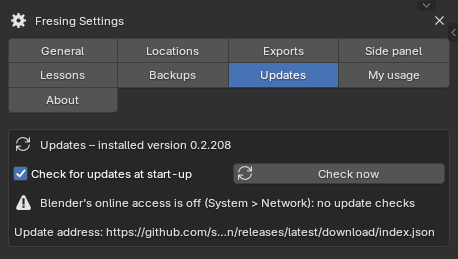 Fresing Settings
General Locations Exports Side panel
Lessons Backups Updates My usage
About
Updates – installed version 0.2.208
Check for updates at start-up Check now
Blender's online access is off (System > Network): no update checks
Update address: https://github.com/s...n/releases/latest/download/index.json